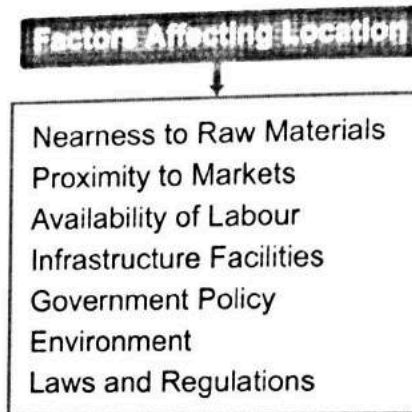 Factors Affecting Location
Nearness to Raw Materials
Proximity to Markets
Availability of Labour
Infrastructure Facilities
Government Policy
Environment
Laws and Regulations